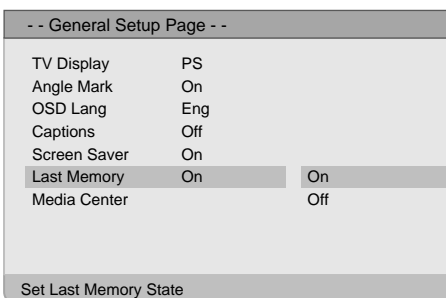 - - General Setup Page - -
TV Display PS
Angle Mark On
OSD Lang Eng
Captions Off
Screen Saver On
Last Memory On On
Media Center Off
Set Last Memory State